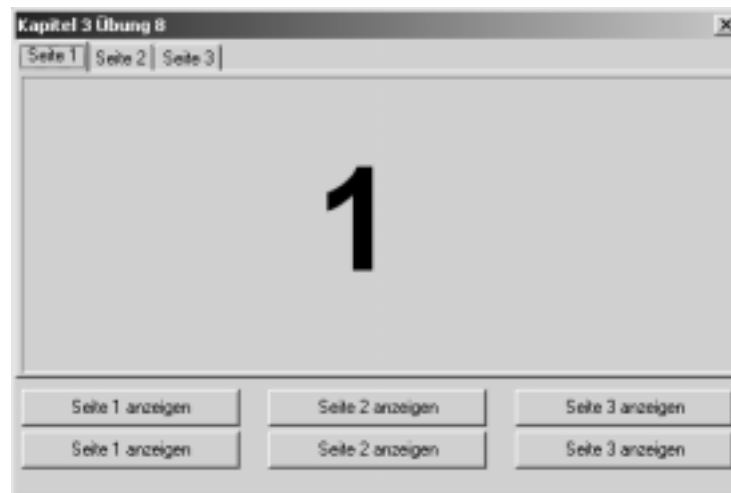 Kapitel 3 Übung 8
Seite 1 Seite 2 Seite 3
1
Seite 1 anzeigen Seite 2 anzeigen Seite 3 anzeigen
Seite 1 anzeigen Seite 2 anzeigen Seite 3 anzeigen